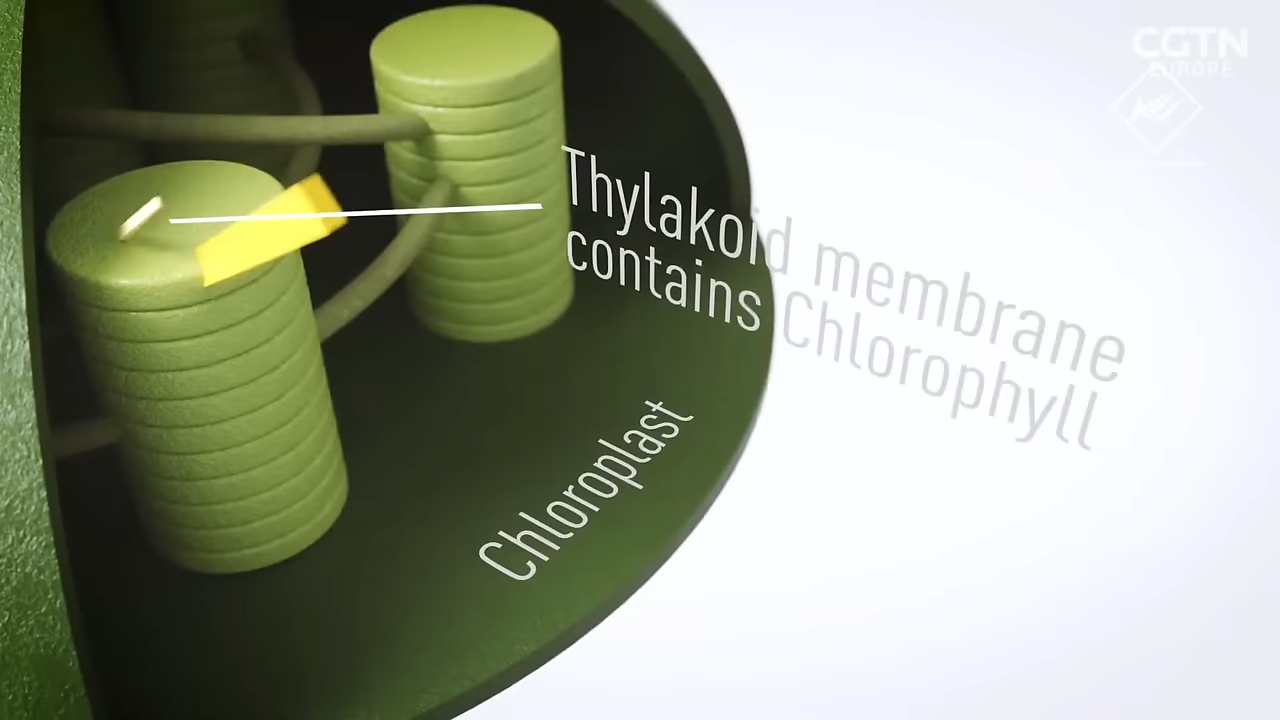 CGTN
EUROPE
Thylakoid membrane
contains Chlorophyll
Chloroplast